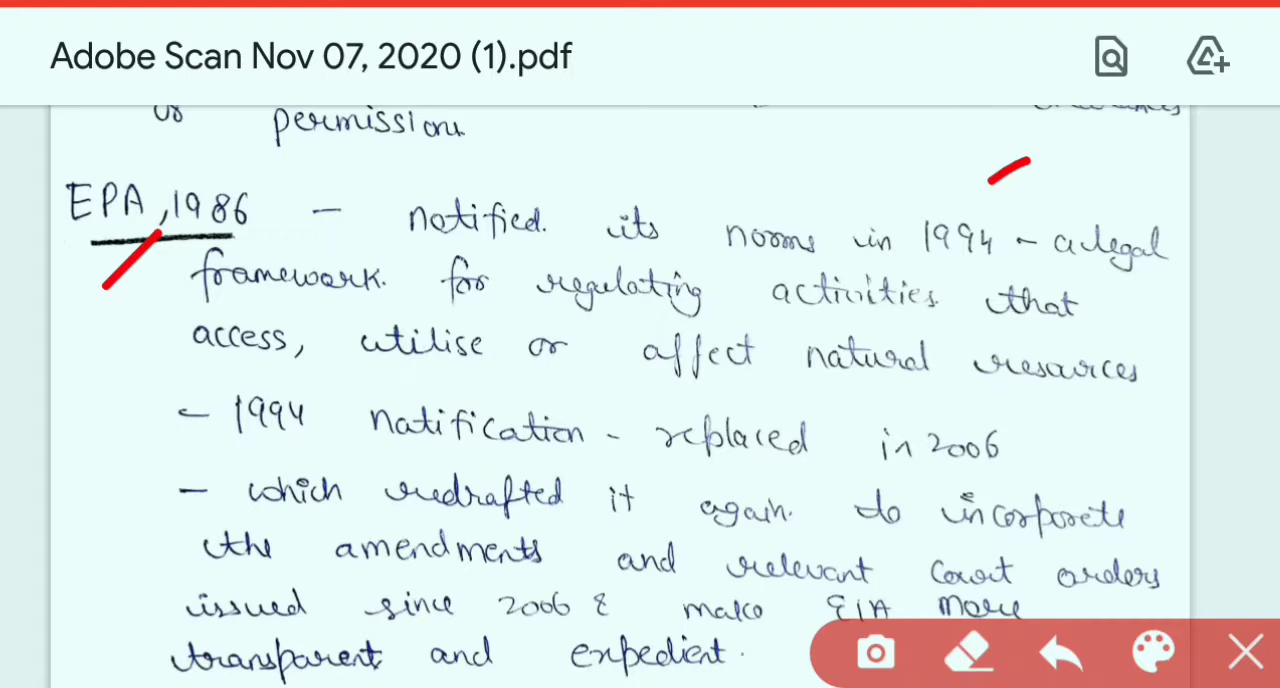 Adobe Scan Nov 07, 2020 (1).pdf
permissions
EPA, 1986 - notified its norms in 1994 - a legal
framework for regulating activities that
access, utilise or affect natural resources
- 1994 notification - replaced in 2006
- which redrafted it again to incorporate
the amendments and relevant Court orders
issued since 2006 & make EIA more
transparent and expedient.